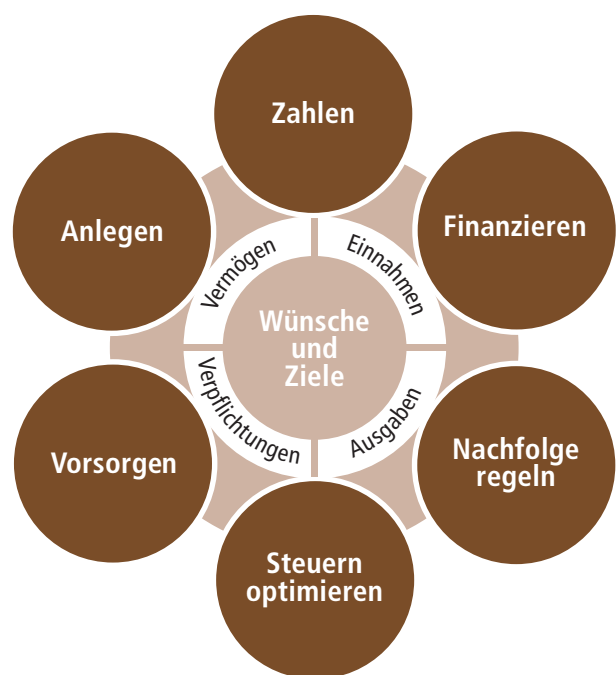 Zahlen
Anlegen
Finanzieren
Vermögen
Einnahmen
Wünsche
und
Ziele
Verpflichtungen
Ausgaben
Vorsorgen
Nachfolge
regeln
Steuern
optimieren